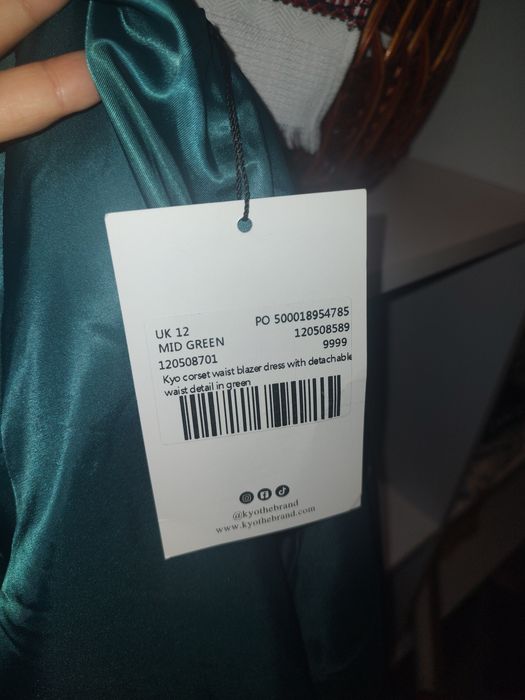 UK 12
MID GREEN
120508701
PO 500018954785
120508589
9999
Kyo corset waist blazer dress with detachable
waist detail in green
@kyothebrand
www.kyothebrand.com